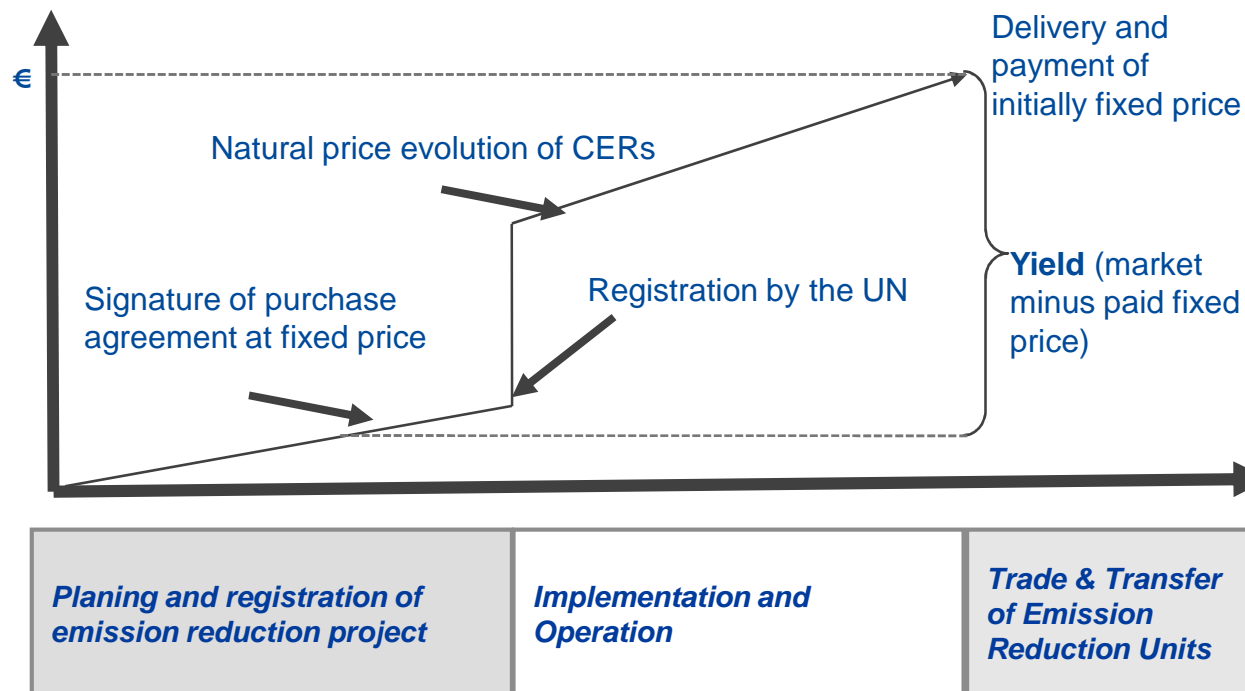 Delivery and
payment of
initially fixed price
€
Natural price evolution of CERs
Yield (market
minus paid fixed
price)
Registration by the UN
Signature of purchase
agreement at fixed price
Planing and registration of
emission reduction project
Implementation and
Operation
Trade & Transfer
of Emission
Reduction Units